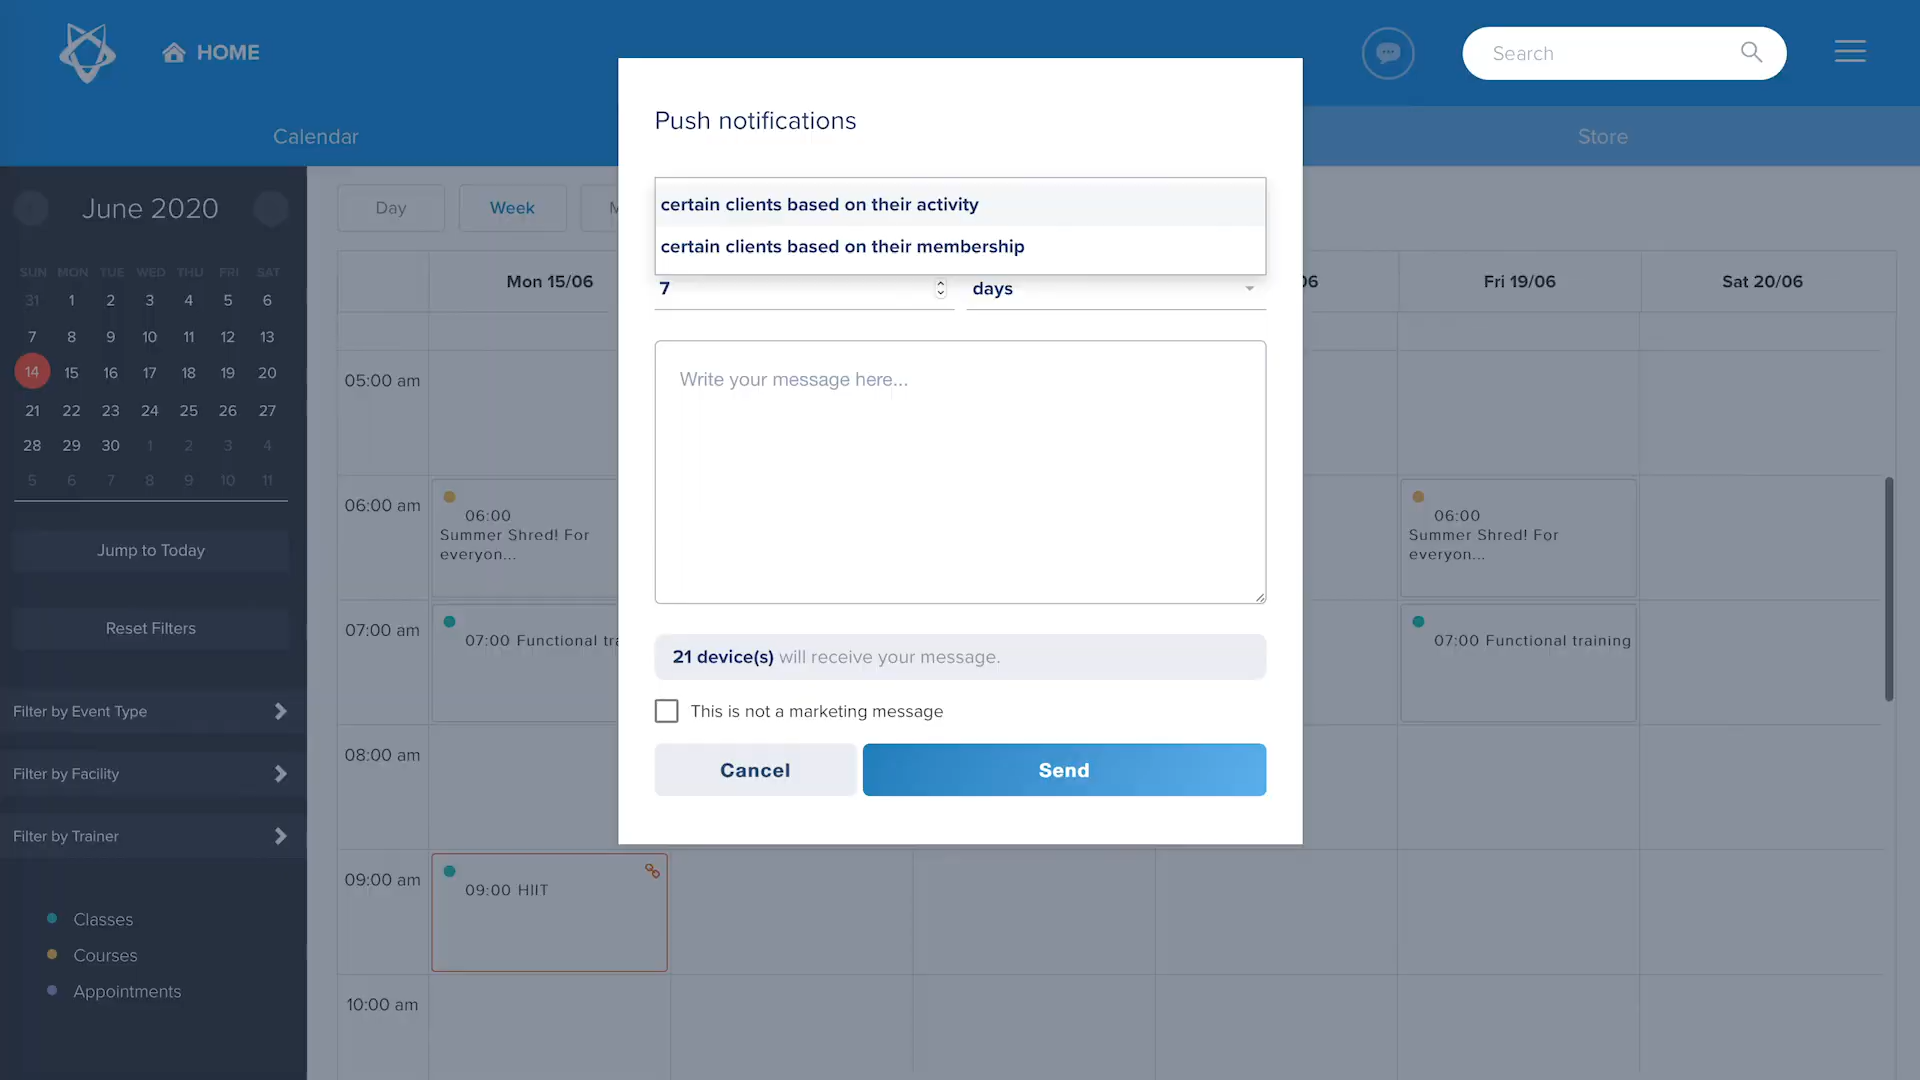 HOME
Search
Calendar
Store
Push notifications
certain clients based on their activity
certain clients based on their membership
7
days
Write your message here...
21 device(s) will receive your message.
This is not a marketing message
Cancel
Send
June 2020
SUN MON TUE WED THU FRI SAT
31 1 2 3 4 5 6
7 8 9 10 11 12 13
14 15 16 17 18 19 20
21 22 23 24 25 26 27
28 29 30 1 2 3 4
5 6 7 8 9 10 11
Jump to Today
Reset Filters
Filter by Event Type
Filter by Facility
Filter by Trainer
Classes
Courses
Appointments
Day
Week
Mon 15/06
Fri 19/06
Sat 20/06
05:00 am
06:00 am
06:00
Summer Shred! For
everyon...
06:00
Summer Shred! For
everyon...
07:00 am
07:00 Functional
07:00 Functional training
08:00 am
09:00 am
09:00 HIIT
10:00 am